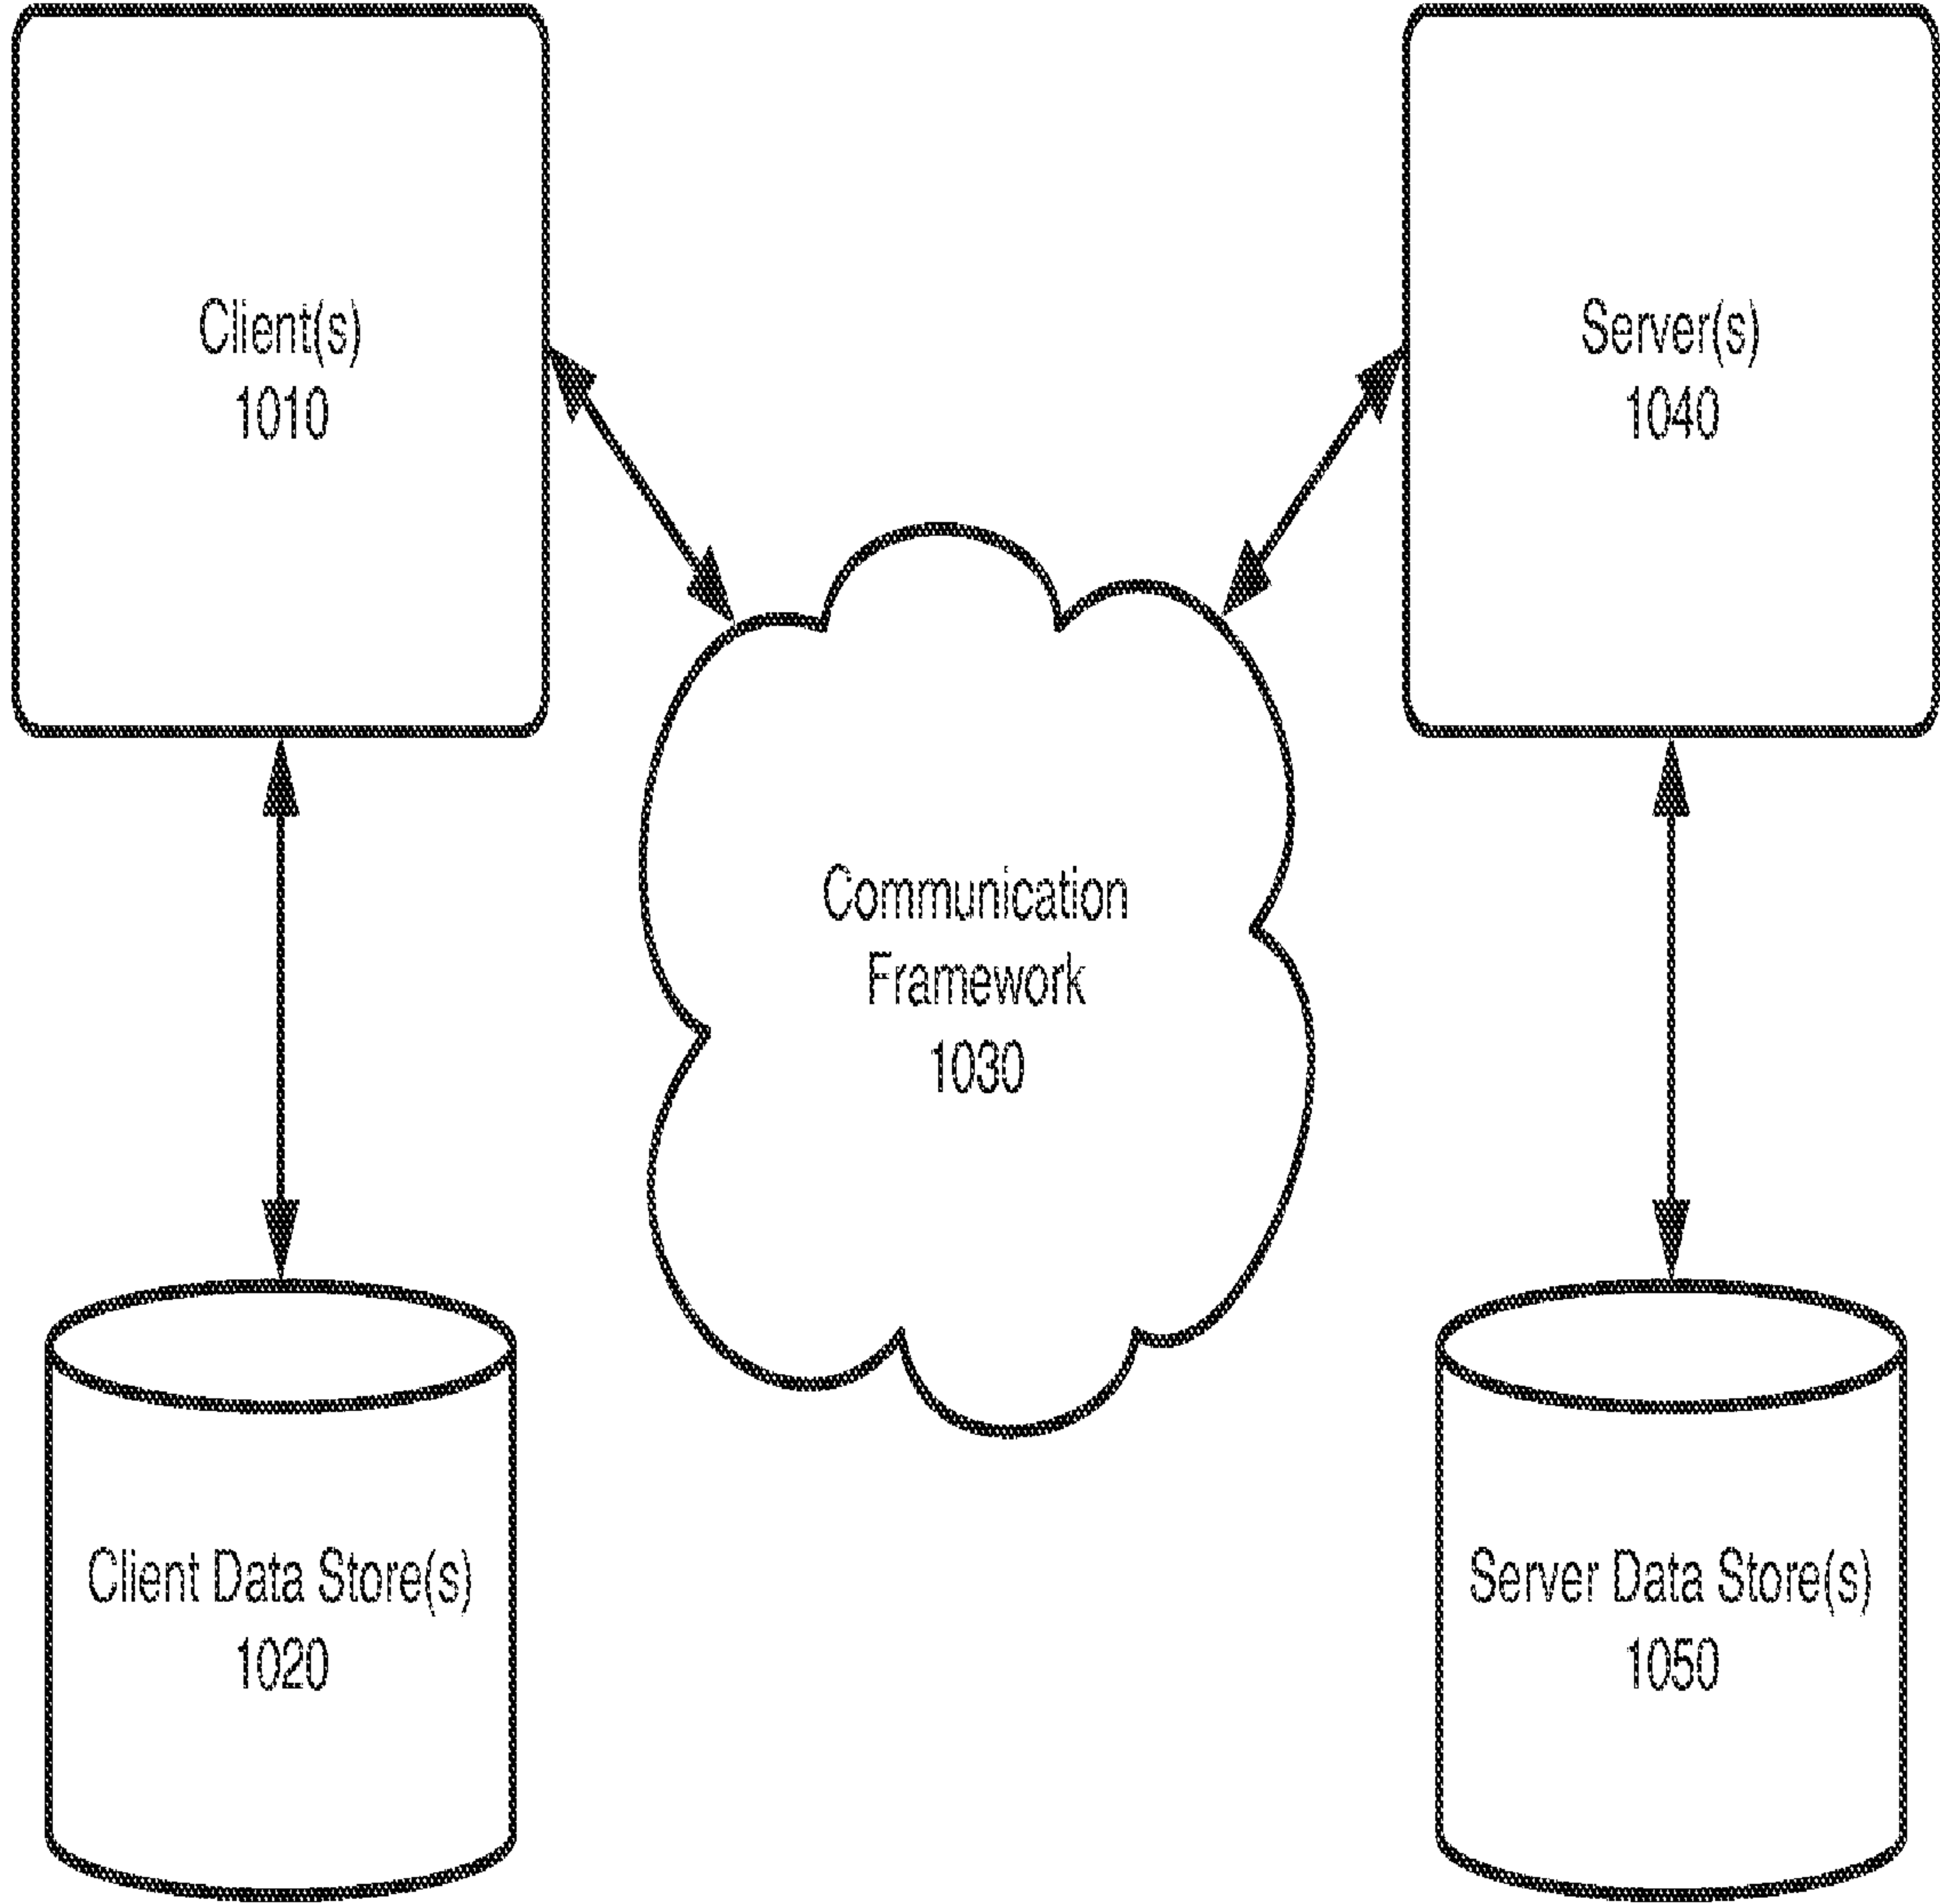 Client(s)
1010
Server(s)
1040
Communication
Framework
1030
Client Data Store(s)
1020
Server Data Store(s)
1050